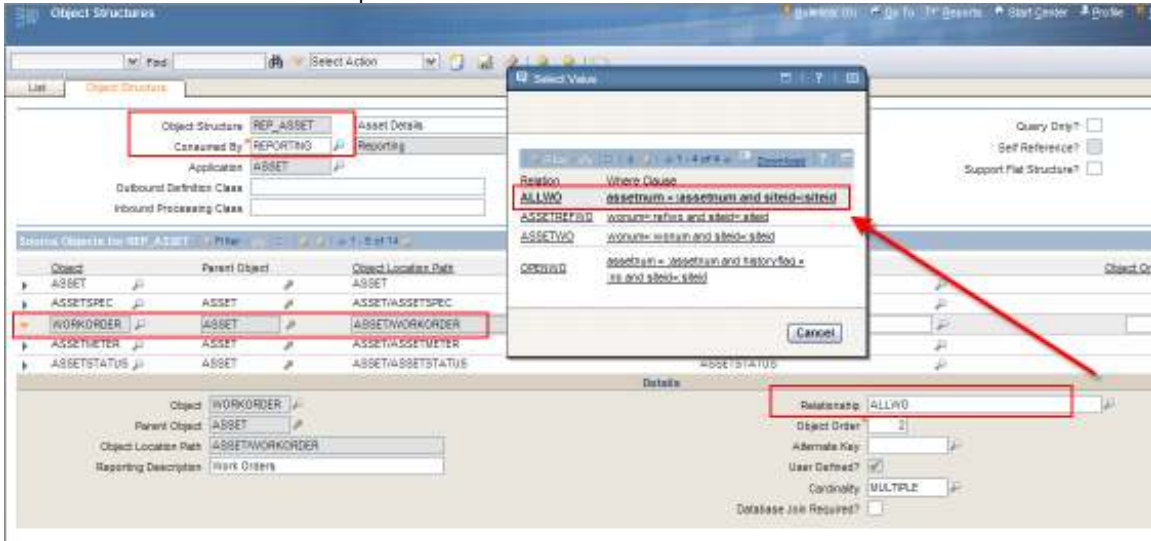 Object Structures
Bulletins: (0) Go To Reports Start Center Profile
Find Select Action
List Object Structure
Object Structure REP_ASSET Asset Details
Consumed By REPORTING Reporting
Application ASSET
Outbound Definition Class
Inbound Processing Class
Query Only?
Self Reference?
Support Flat Structure?
Select Value
Filter 1 - 4 of 4 Download
Relation Where Clause
ALLWO assetnum = :assetnum and siteid=:siteid
ASSETREFWO wonum=:refwo and siteid=:siteid
ASSETWO wonum=:wonum and siteid=:siteid
OPENWO assetnum = :assetnum and historyflag =
:no and siteid=:siteid
Cancel
Source Objects for REP_ASSET Filter 1 - 5 of 14
Object Parent Object Object Location Path
ASSET ASSET
ASSETSPEC ASSET ASSET/ASSETSPEC
WORKORDER ASSET ASSET/WORKORDER
ASSETMETER ASSET ASSET/ASSETMETER
ASSETSTATUS ASSET ASSET/ASSETSTATUS ASSETSTATUS
Details
Object WORKORDER
Parent Object ASSET
Object Location Path ASSET/WORKORDER
Reporting Description Work Orders
Relationship ALLWO
Object Order 2
Alternate Key
User Defined?
Cardinality MULTIPLE
Database Join Required?